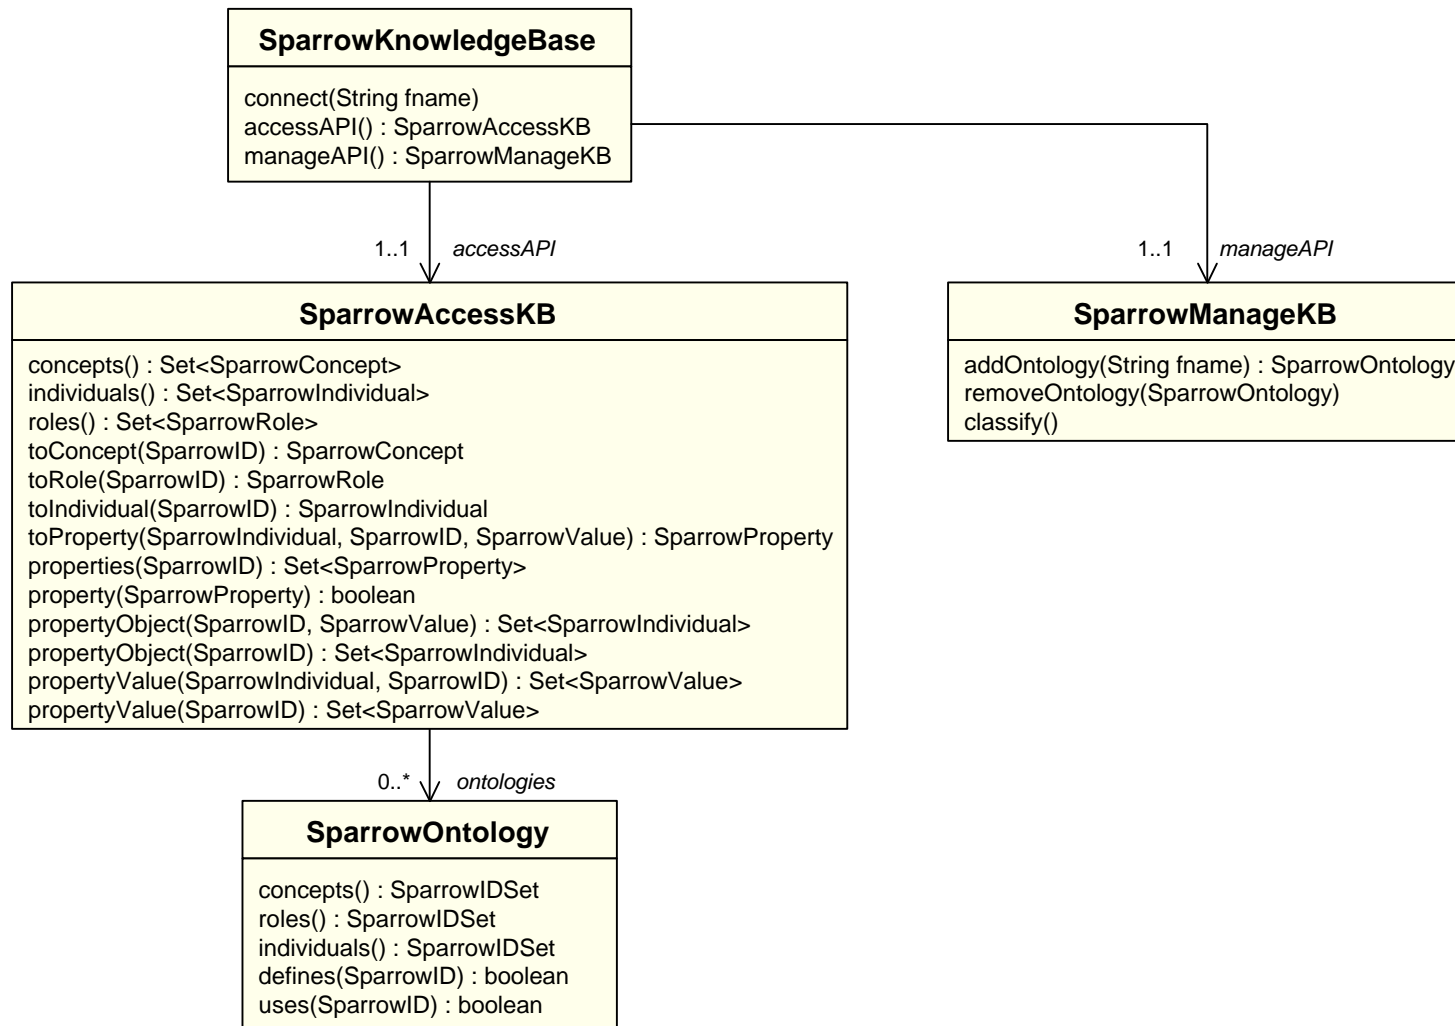 SparrowKnowledgeBase
connect(String fname)
accessAPI() : SparrowAccessKB
manageAPI() : SparrowManageKB
1..1 accessAPI
1..1 manageAPI
SparrowAccessKB
concepts() : Set<SparrowConcept>
individuals() : Set<SparrowIndividual>
roles() : Set<SparrowRole>
toConcept(SparrowID) : SparrowConcept
toRole(SparrowID) : SparrowRole
toIndividual(SparrowID) : SparrowIndividual
toProperty(SparrowIndividual, SparrowID, SparrowValue) : SparrowProperty
properties(SparrowID) : Set<SparrowProperty>
property(SparrowProperty) : boolean
propertyObject(SparrowID, SparrowValue) : Set<SparrowIndividual>
propertyObject(SparrowID) : Set<SparrowIndividual>
propertyValue(SparrowIndividual, SparrowID) : Set<SparrowValue>
propertyValue(SparrowID) : Set<SparrowValue>
SparrowManageKB
addOntology(String fname) : SparrowOntology
removeOntology(SparrowOntology)
classify()
0..* ontologies
SparrowOntology
concepts() : SparrowIDSet
roles() : SparrowIDSet
individuals() : SparrowIDSet
defines(SparrowID) : boolean
uses(SparrowID) : boolean